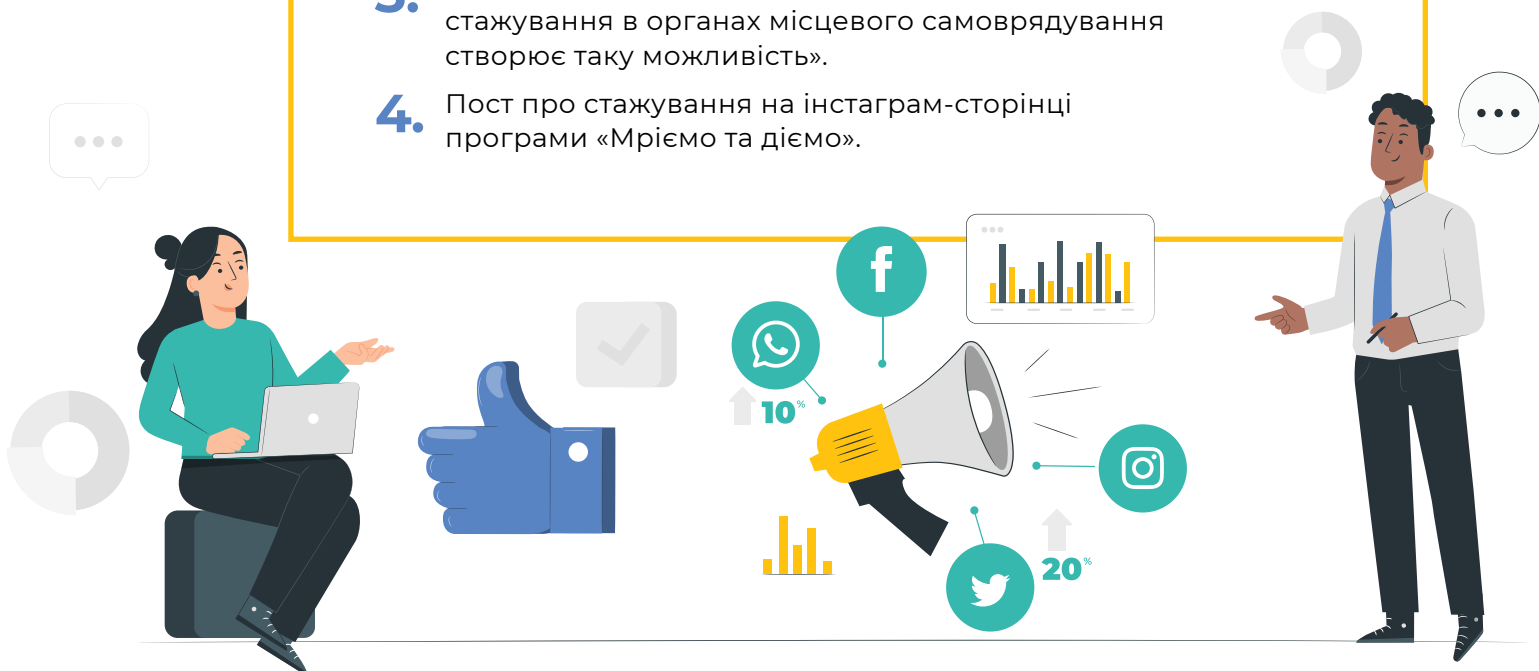 3.
стажування в органах місцевого самоврядування
створює таку можливість».
4. Пост про стажування на інстаграм-сторінці
програми «Мріємо та діємо».
10%
20%